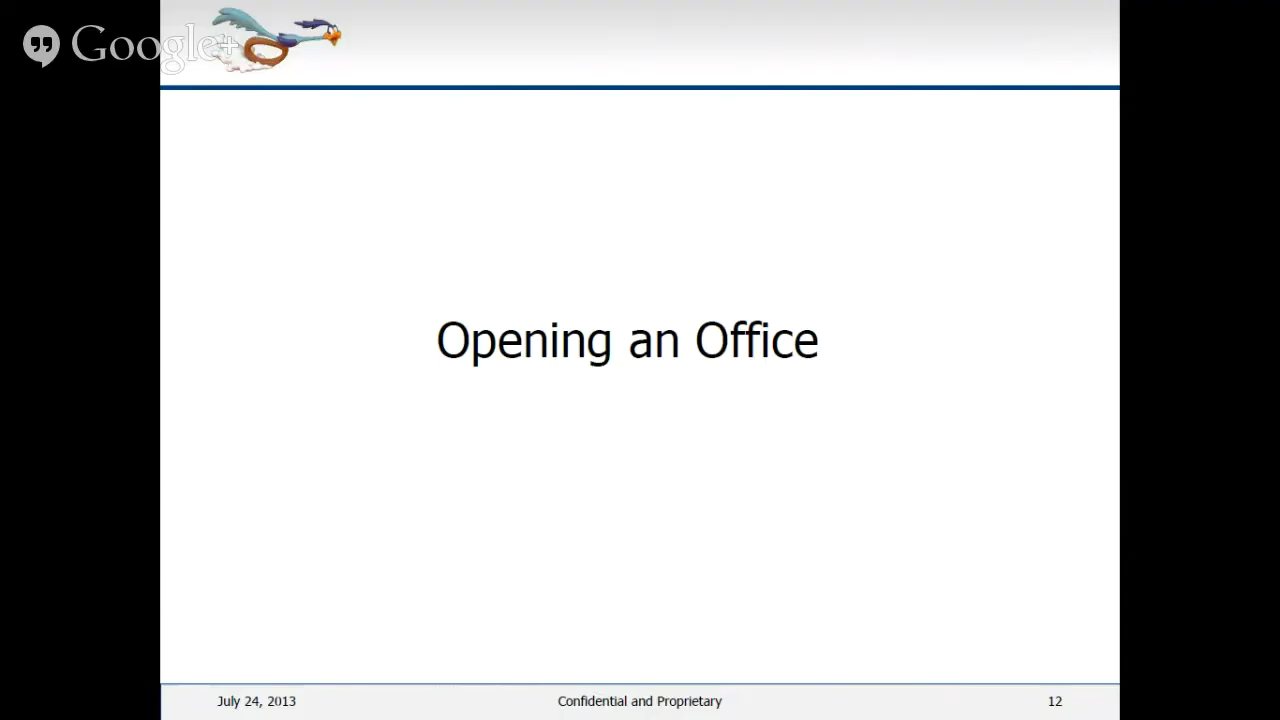 Google+
Opening an Office
July 24, 2013
Confidential and Proprietary
12